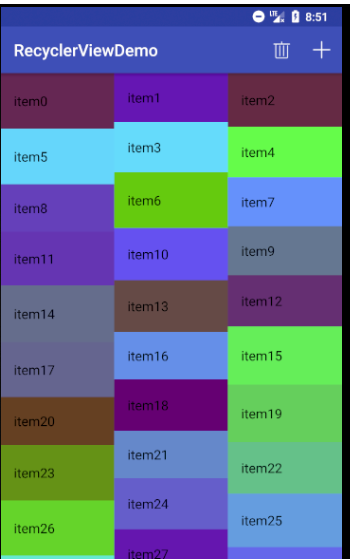 LTE 8:51
RecyclerViewDemo
item0 item1 item2
item5 item3 item4
item8 item6 item7
item11 item10 item9
item14 item13 item12
item17 item16 item15
item20 item18 item19
item23 item21 item22
item26 item24 item25
item27